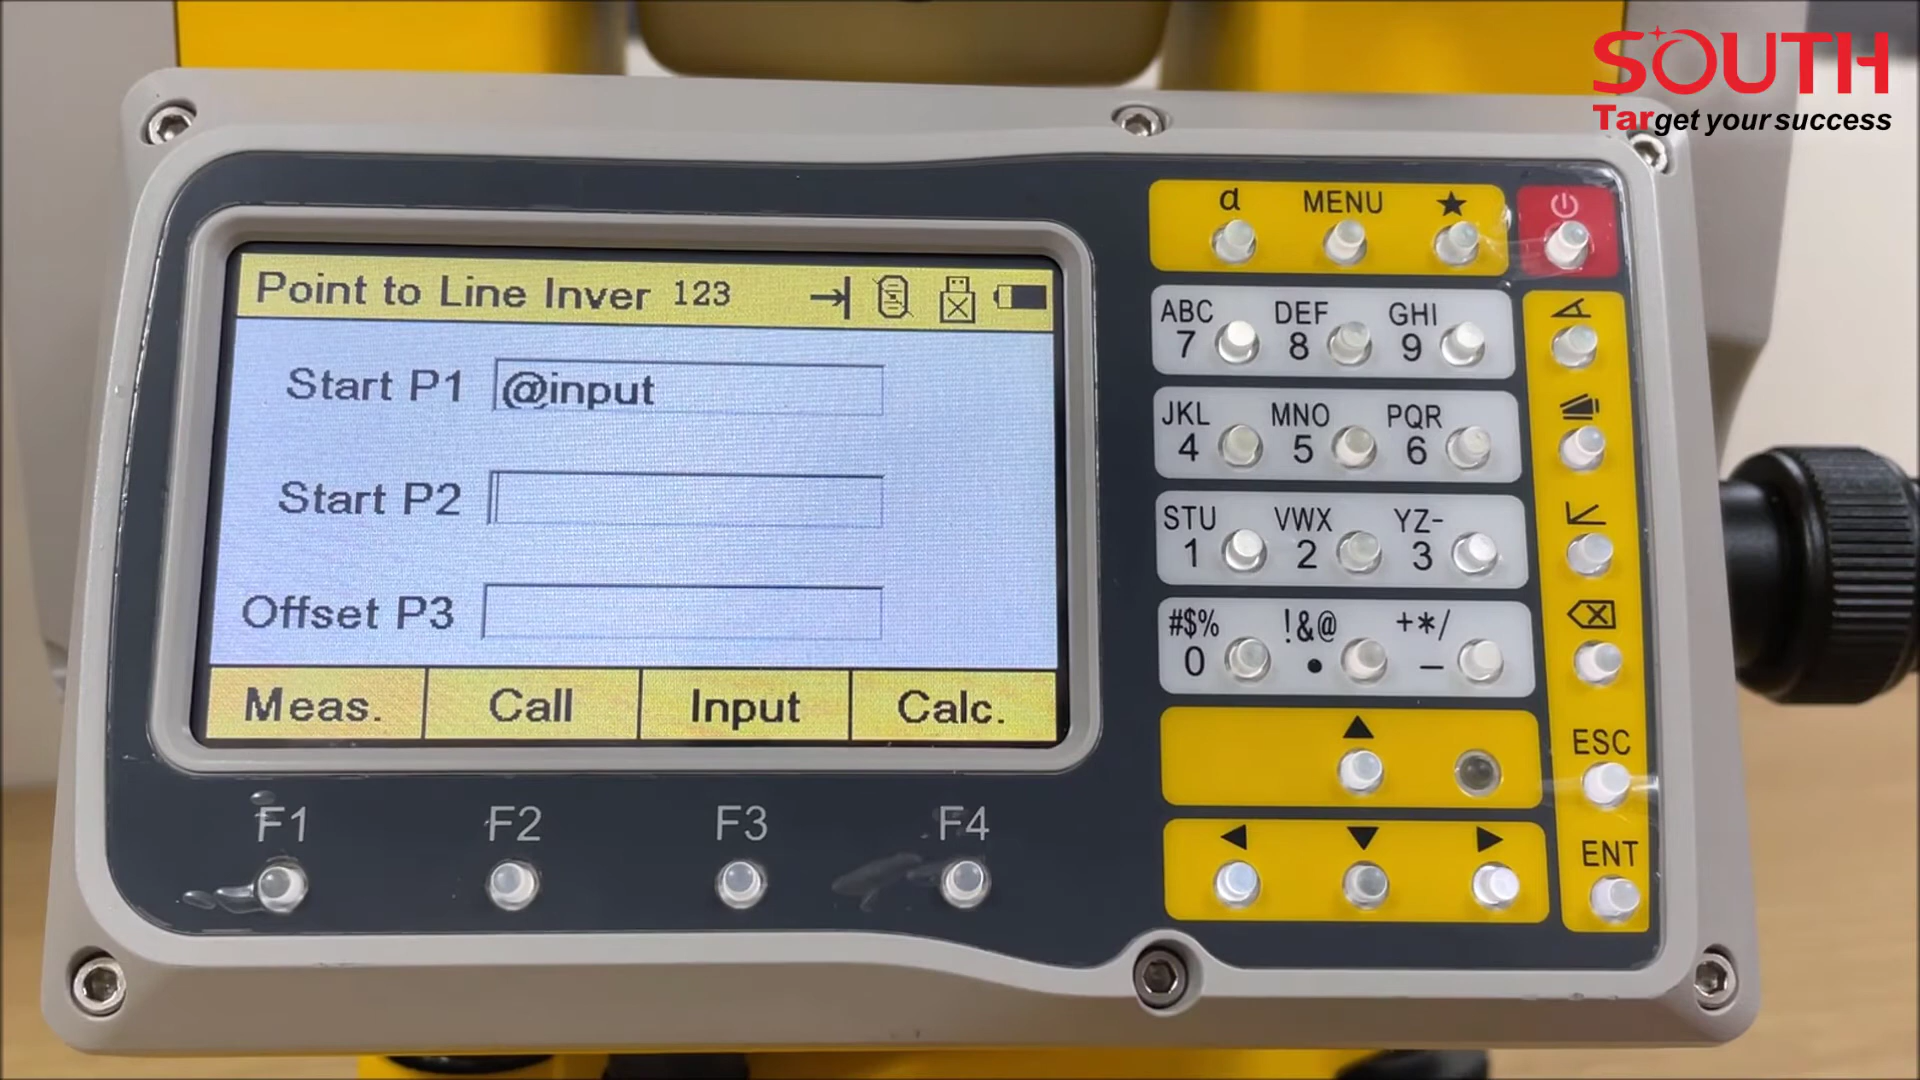 SOUTH
Target your success
Point to Line Inver 123
Start P1 @input
Start P2
Offset P3
Meas. Call Input Calc.
F1 F2 F3 F4
α MENU ★
ABC DEF GHI
7 8 9
JKL MNO PQR
4 5 6
STU VWX YZ-
1 2 3
#$% !&@ +*/
0 • –
ESC
ENT